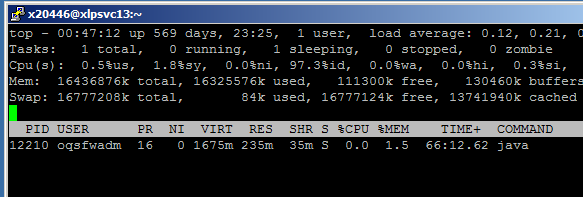 x20446@xlpsvc13:~
top - 00:47:12 up 569 days, 23:25, 1 user, load average: 0.12, 0.21, 0
Tasks: 1 total, 0 running, 1 sleeping, 0 stopped, 0 zombie
Cpu(s): 0.5%us, 1.8%sy, 0.0%ni, 97.3%id, 0.0%wa, 0.0%hi, 0.3%si,
Mem: 16436876k total, 16325576k used, 111300k free, 130460k buffers
Swap: 16777208k total, 84k used, 16777124k free, 13741940k cached
PID USER PR NI VIRT RES SHR S %CPU %MEM TIME+ COMMAND
12210 oqsfwadm 16 0 1675m 235m 35m S 0.0 1.5 66:12.62 java